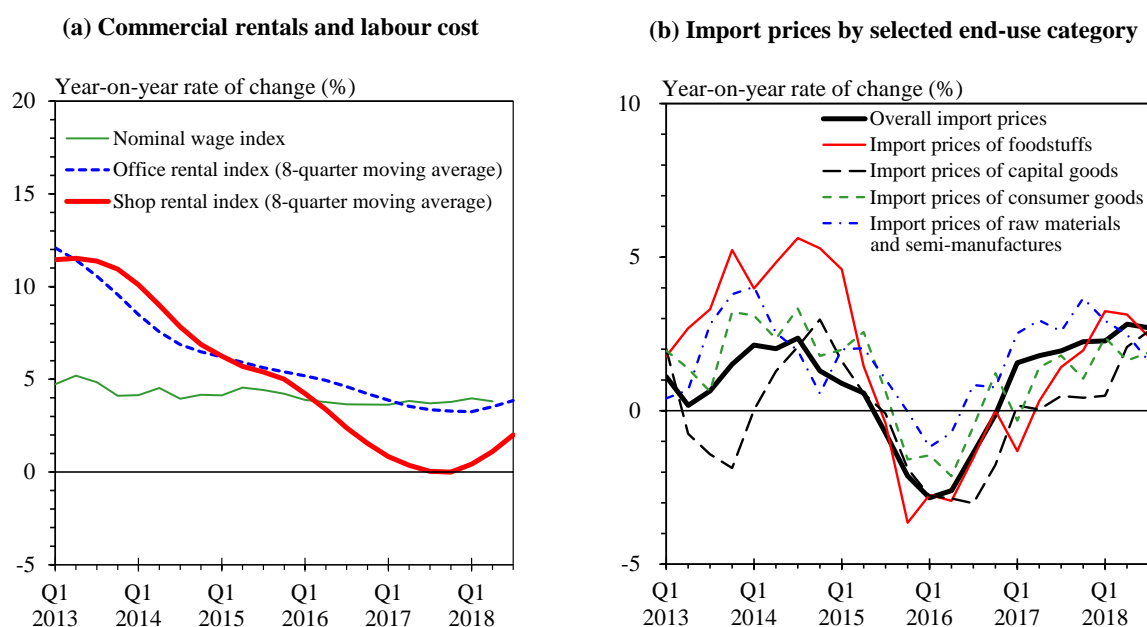 (a) Commercial rentals and labour cost
Year-on-year rate of change (%)
20
15
10
5
0
-5
Nominal wage index
Office rental index (8-quarter moving average)
Shop rental index (8-quarter moving average)
Q1 Q1 Q1 Q1 Q1 Q1
2013 2014 2015 2016 2017 2018
(b) Import prices by selected end-use category
Year-on-year rate of change (%)
10
5
0
-5
Overall import prices
Import prices of foodstuffs
Import prices of capital goods
Import prices of consumer goods
Import prices of raw materials
and semi-manufactures
Q1 Q1 Q1 Q1 Q1 Q1
2013 2014 2015 2016 2017 2018